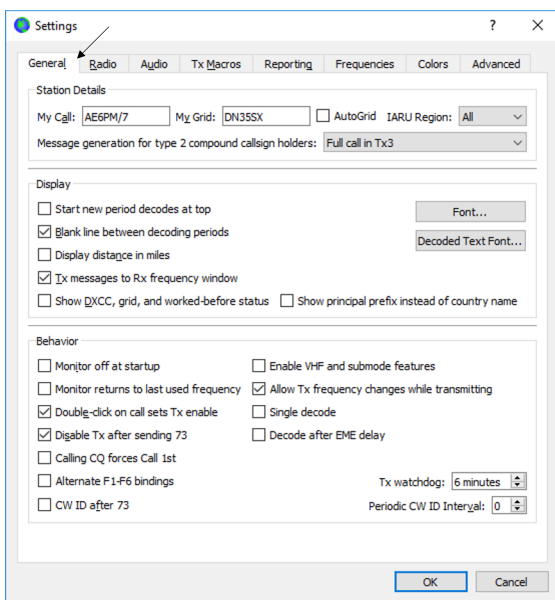 Settings ?
General Radio Audio Tx Macros Reporting Frequencies Colors Advanced
Station Details
My Call: AE6PM/7 My Grid: DN35SX AutoGrid IARU Region: All
Message generation for type 2 compound callsign holders: Full call in Tx3
Display
Start new period decodes at top Font...
Blank line between decoding periods Decoded Text Font...
Display distance in miles
Tx messages to Rx frequency window
Show DXCC, grid, and worked-before status Show principal prefix instead of country name
Behavior
Monitor off at startup Enable VHF and submode features
Monitor returns to last used frequency Allow Tx frequency changes while transmitting
Double-click on call sets Tx enable Single decode
Disable Tx after sending 73 Decode after EME delay
Calling CQ forces Call 1st
Alternate F1-F6 bindings Tx watchdog: 6 minutes
CW ID after 73 Periodic CW ID Interval: 0
OK Cancel